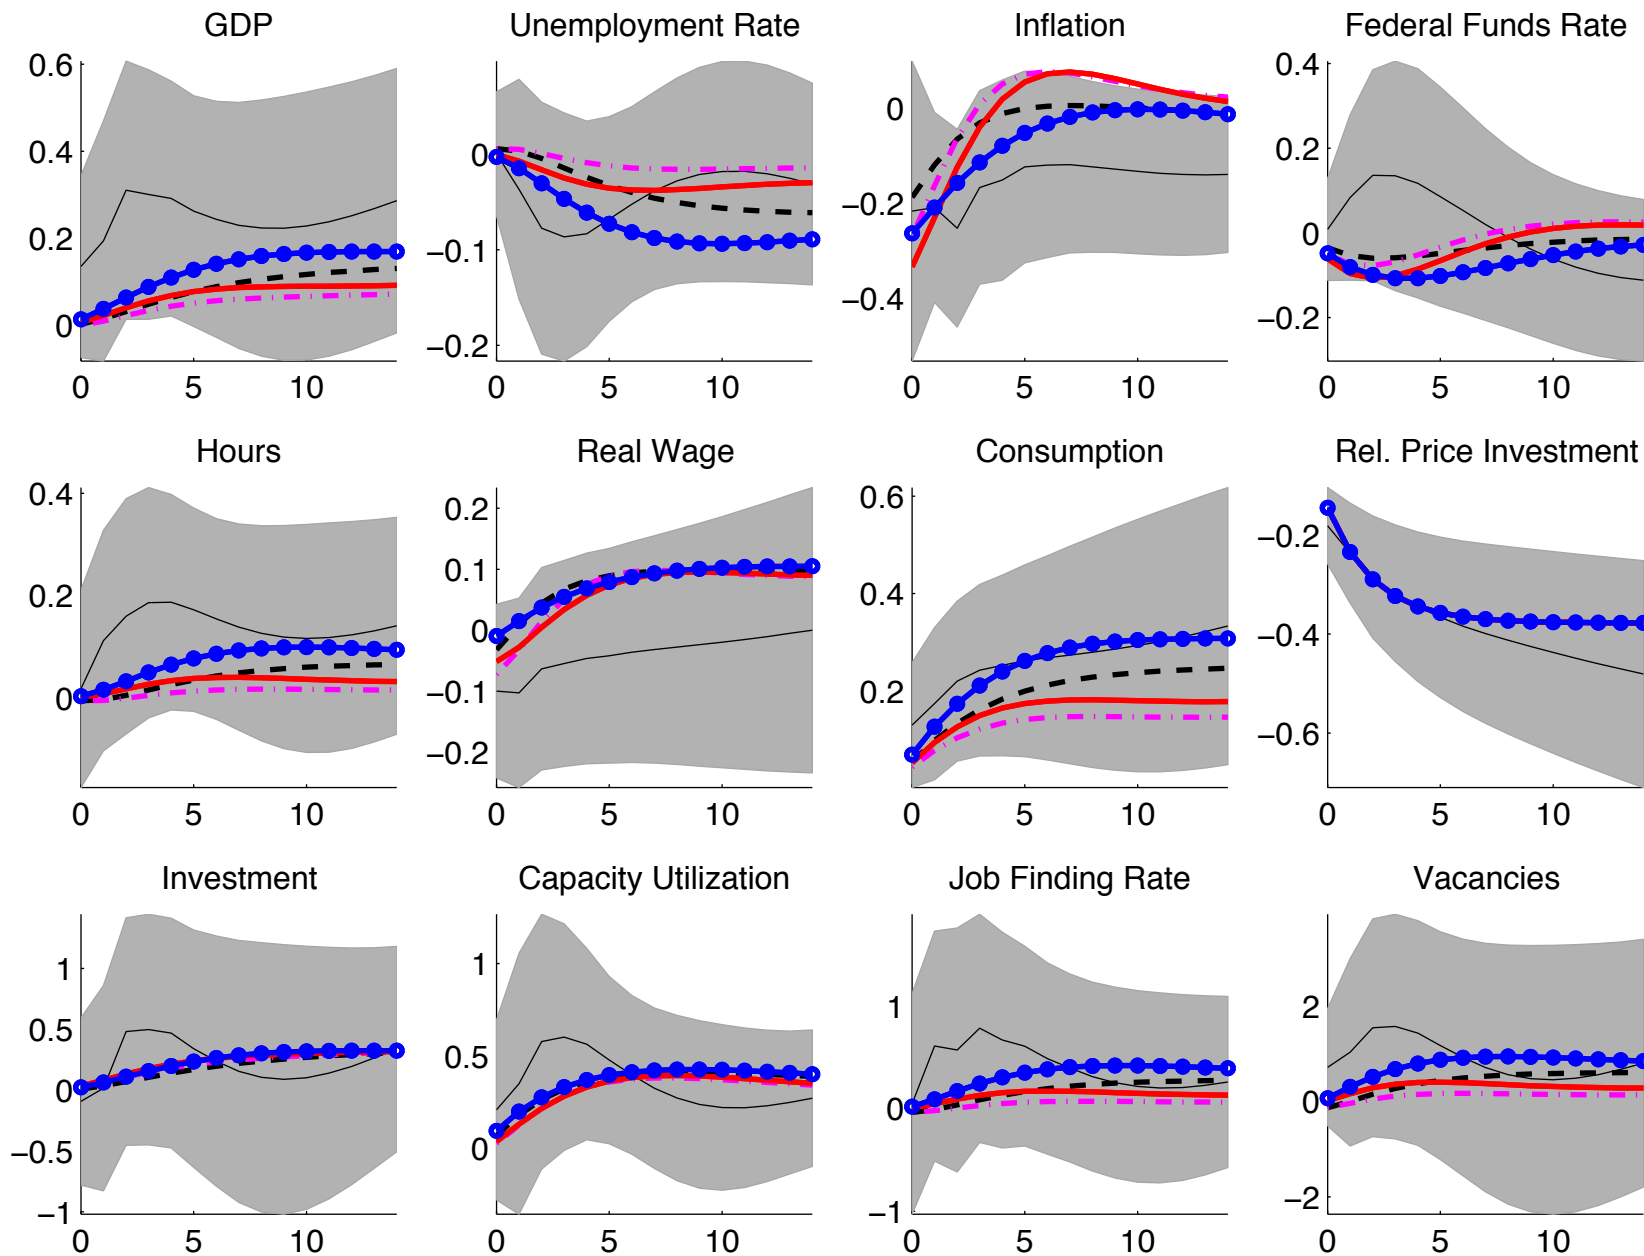 GDP
Unemployment Rate
Inflation
Federal Funds Rate
0.6
0.4
0.2
0
0 5 10
0
−0.1
−0.2
0 5 10
0
−0.2
−0.4
0 5 10
0.4
0.2
0
−0.2
0 5 10
Hours
Real Wage
Consumption
Rel. Price Investment
0.4
0.2
0
0 5 10
0.2
0.1
0
−0.1
−0.2
0 5 10
0.6
0.4
0.2
0 5 10
−0.2
−0.4
−0.6
0 5 10
Investment
Capacity Utilization
Job Finding Rate
Vacancies
1
0.5
0
−0.5
−1
0 5 10
1
0.5
0
0 5 10
1
0
−1
0 5 10
2
0
−2
0 5 10